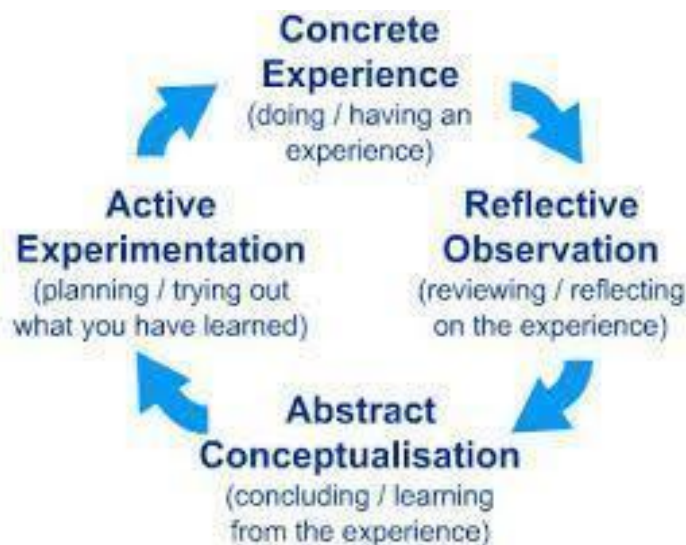 Concrete
Experience
(doing / having an
experience)
Reflective
Observation
(reviewing / reflecting
on the experience)
Abstract
Conceptualisation
(concluding / learning
from the experience)
Active
Experimentation
(planning / trying out
what you have learned)